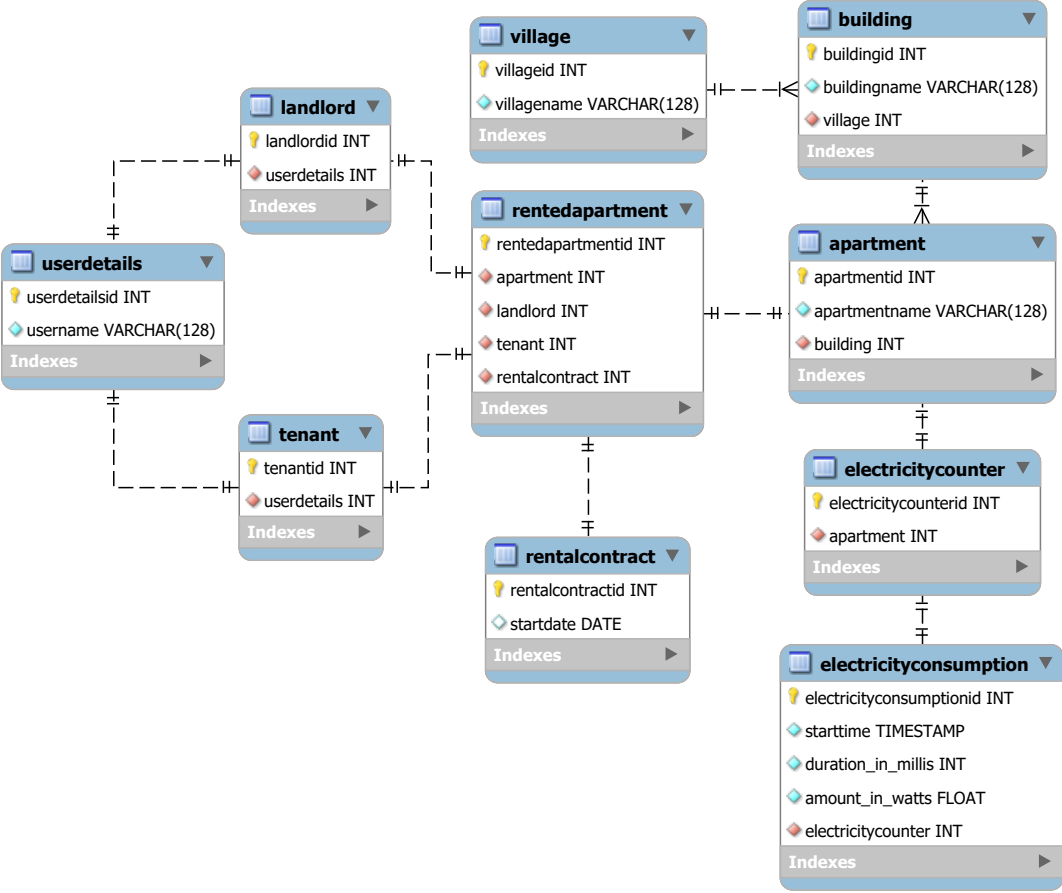 village
villageid INT
villagename VARCHAR(128)
Indexes
building
buildingid INT
buildingname VARCHAR(128)
village INT
Indexes
landlord
landlordid INT
userdetails INT
Indexes
rentedapartment
rentedapartmentid INT
apartment INT
landlord INT
tenant INT
rentalcontract INT
Indexes
apartment
apartmentid INT
apartmentname VARCHAR(128)
building INT
Indexes
userdetails
userdetailsid INT
username VARCHAR(128)
Indexes
tenant
tenantid INT
userdetails INT
Indexes
electricitycounter
electricitycounterid INT
apartment INT
Indexes
rentalcontract
rentalcontractid INT
startdate DATE
Indexes
electricityconsumption
electricityconsumptionid INT
starttime TIMESTAMP
duration_in_millis INT
amount_in_watts FLOAT
electricitycounter INT
Indexes